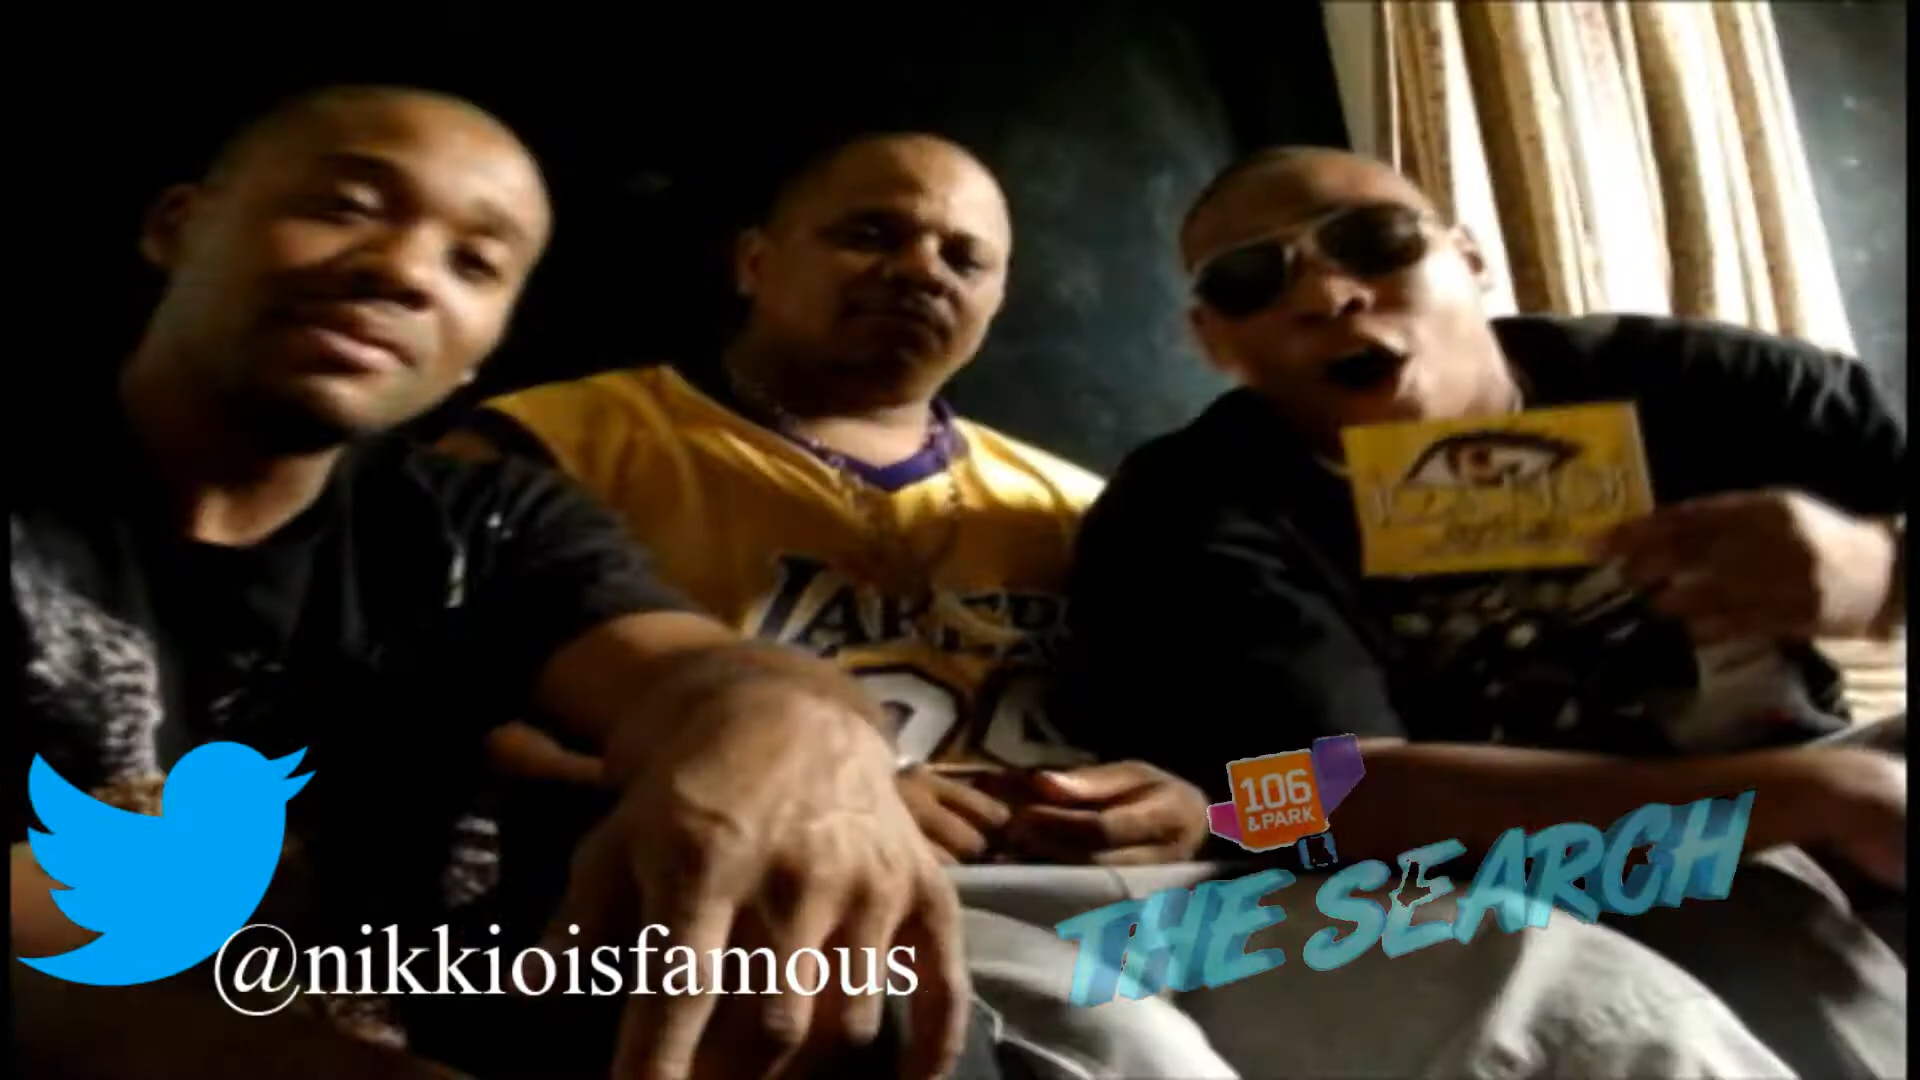 LAKERS
106
& PARK
THE SEARCH
@nikkioisfamous